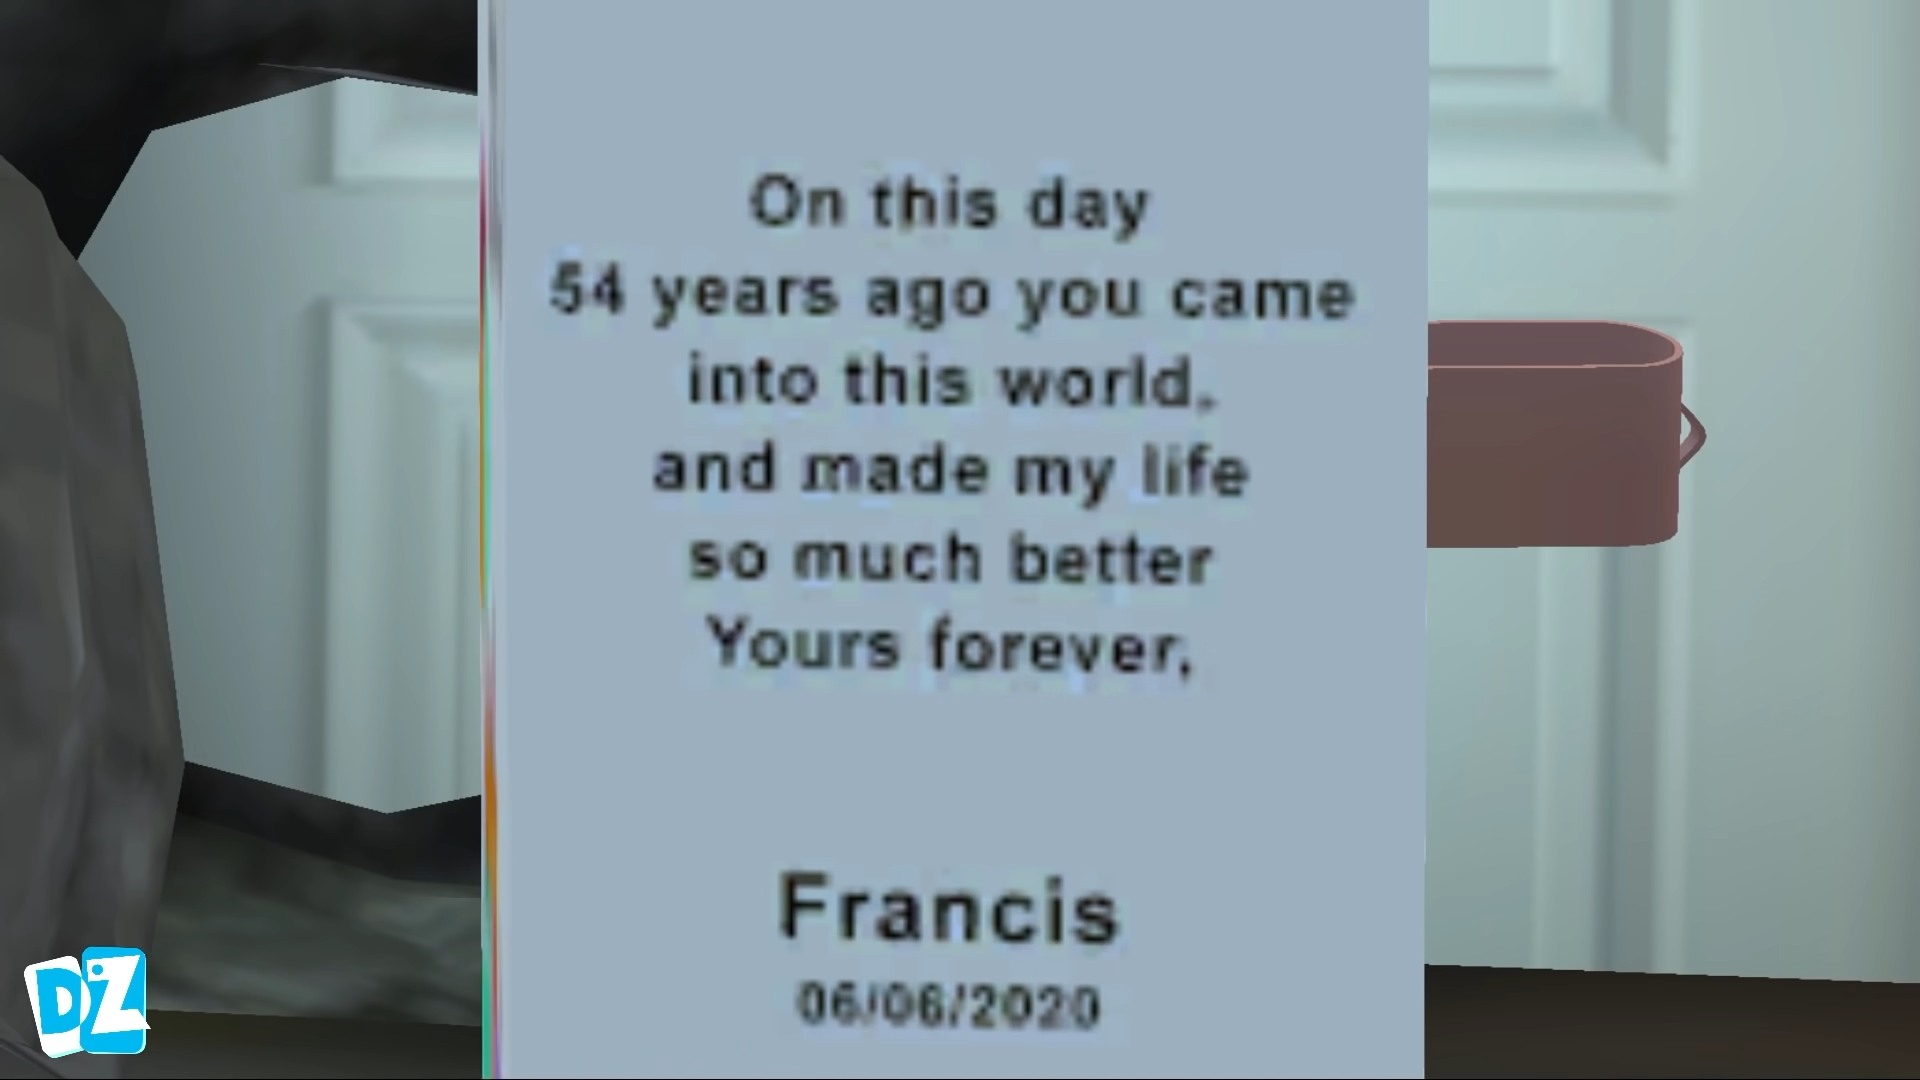 On this day
54 years ago you came
into this world,
and made my life
so much better
Yours forever,
Francis
06/06/2020
DZ